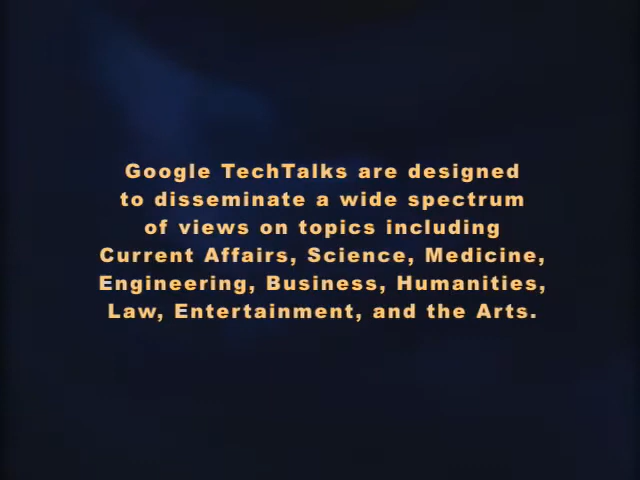 Google TechTalks are designed
to disseminate a wide spectrum
of views on topics including
Current Affairs, Science, Medicine,
Engineering, Business, Humanities,
Law, Entertainment, and the Arts.